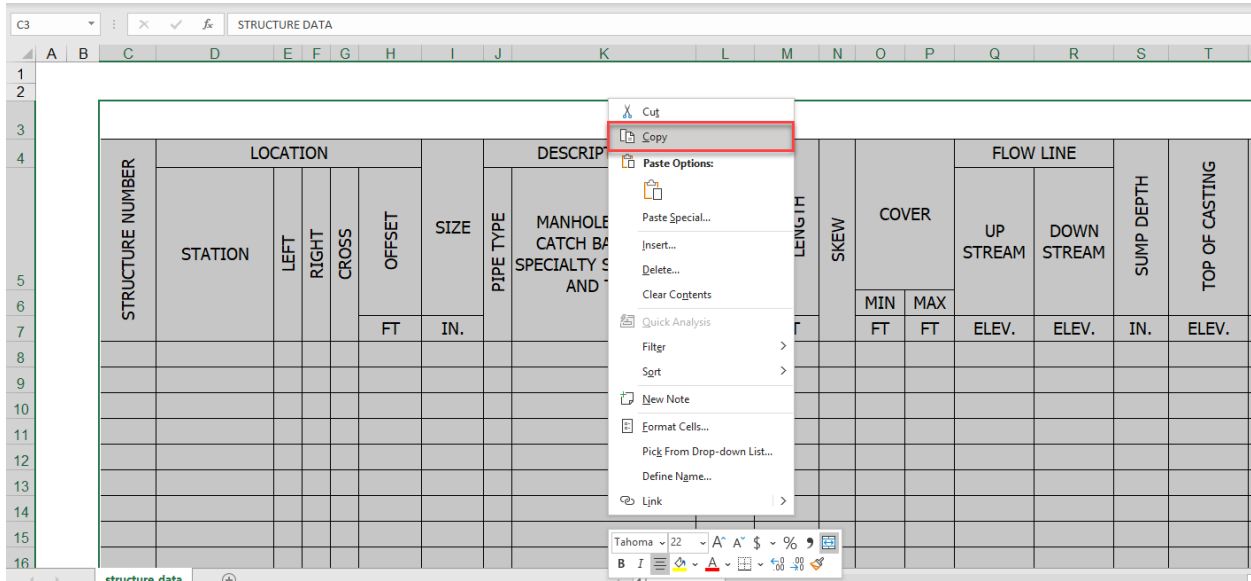 C3
fx
STRUCTURE DATA
A B C D E F G H I J K L M N O P Q R S T
1
2
3
4
5
6
7
8
9
10
11
12
13
14
15
16
STRUCTURE NUMBER
LOCATION
STATION
LEFT
RIGHT
CROSS
OFFSET
FT
SIZE
IN.
DESCRIPT
PIPE TYPE
MANHOLE
CATCH BA
SPECIALTY S
AND T
SKEW
COVER
MIN MAX
FT FT
FLOW LINE
UP
STREAM
DOWN
STREAM
ELEV. ELEV.
SUMP DEPTH
IN.
TOP OF CASTING
ELEV.
Cut
Copy
Paste Options:
Paste Special...
Insert...
Delete...
Clear Contents
Quick Analysis
Filter
Sort
New Note
Format Cells...
Pick From Drop-down List...
Define Name...
Link
Tahoma 22 A^ A˅ $ % 9
B I A .00
structure data